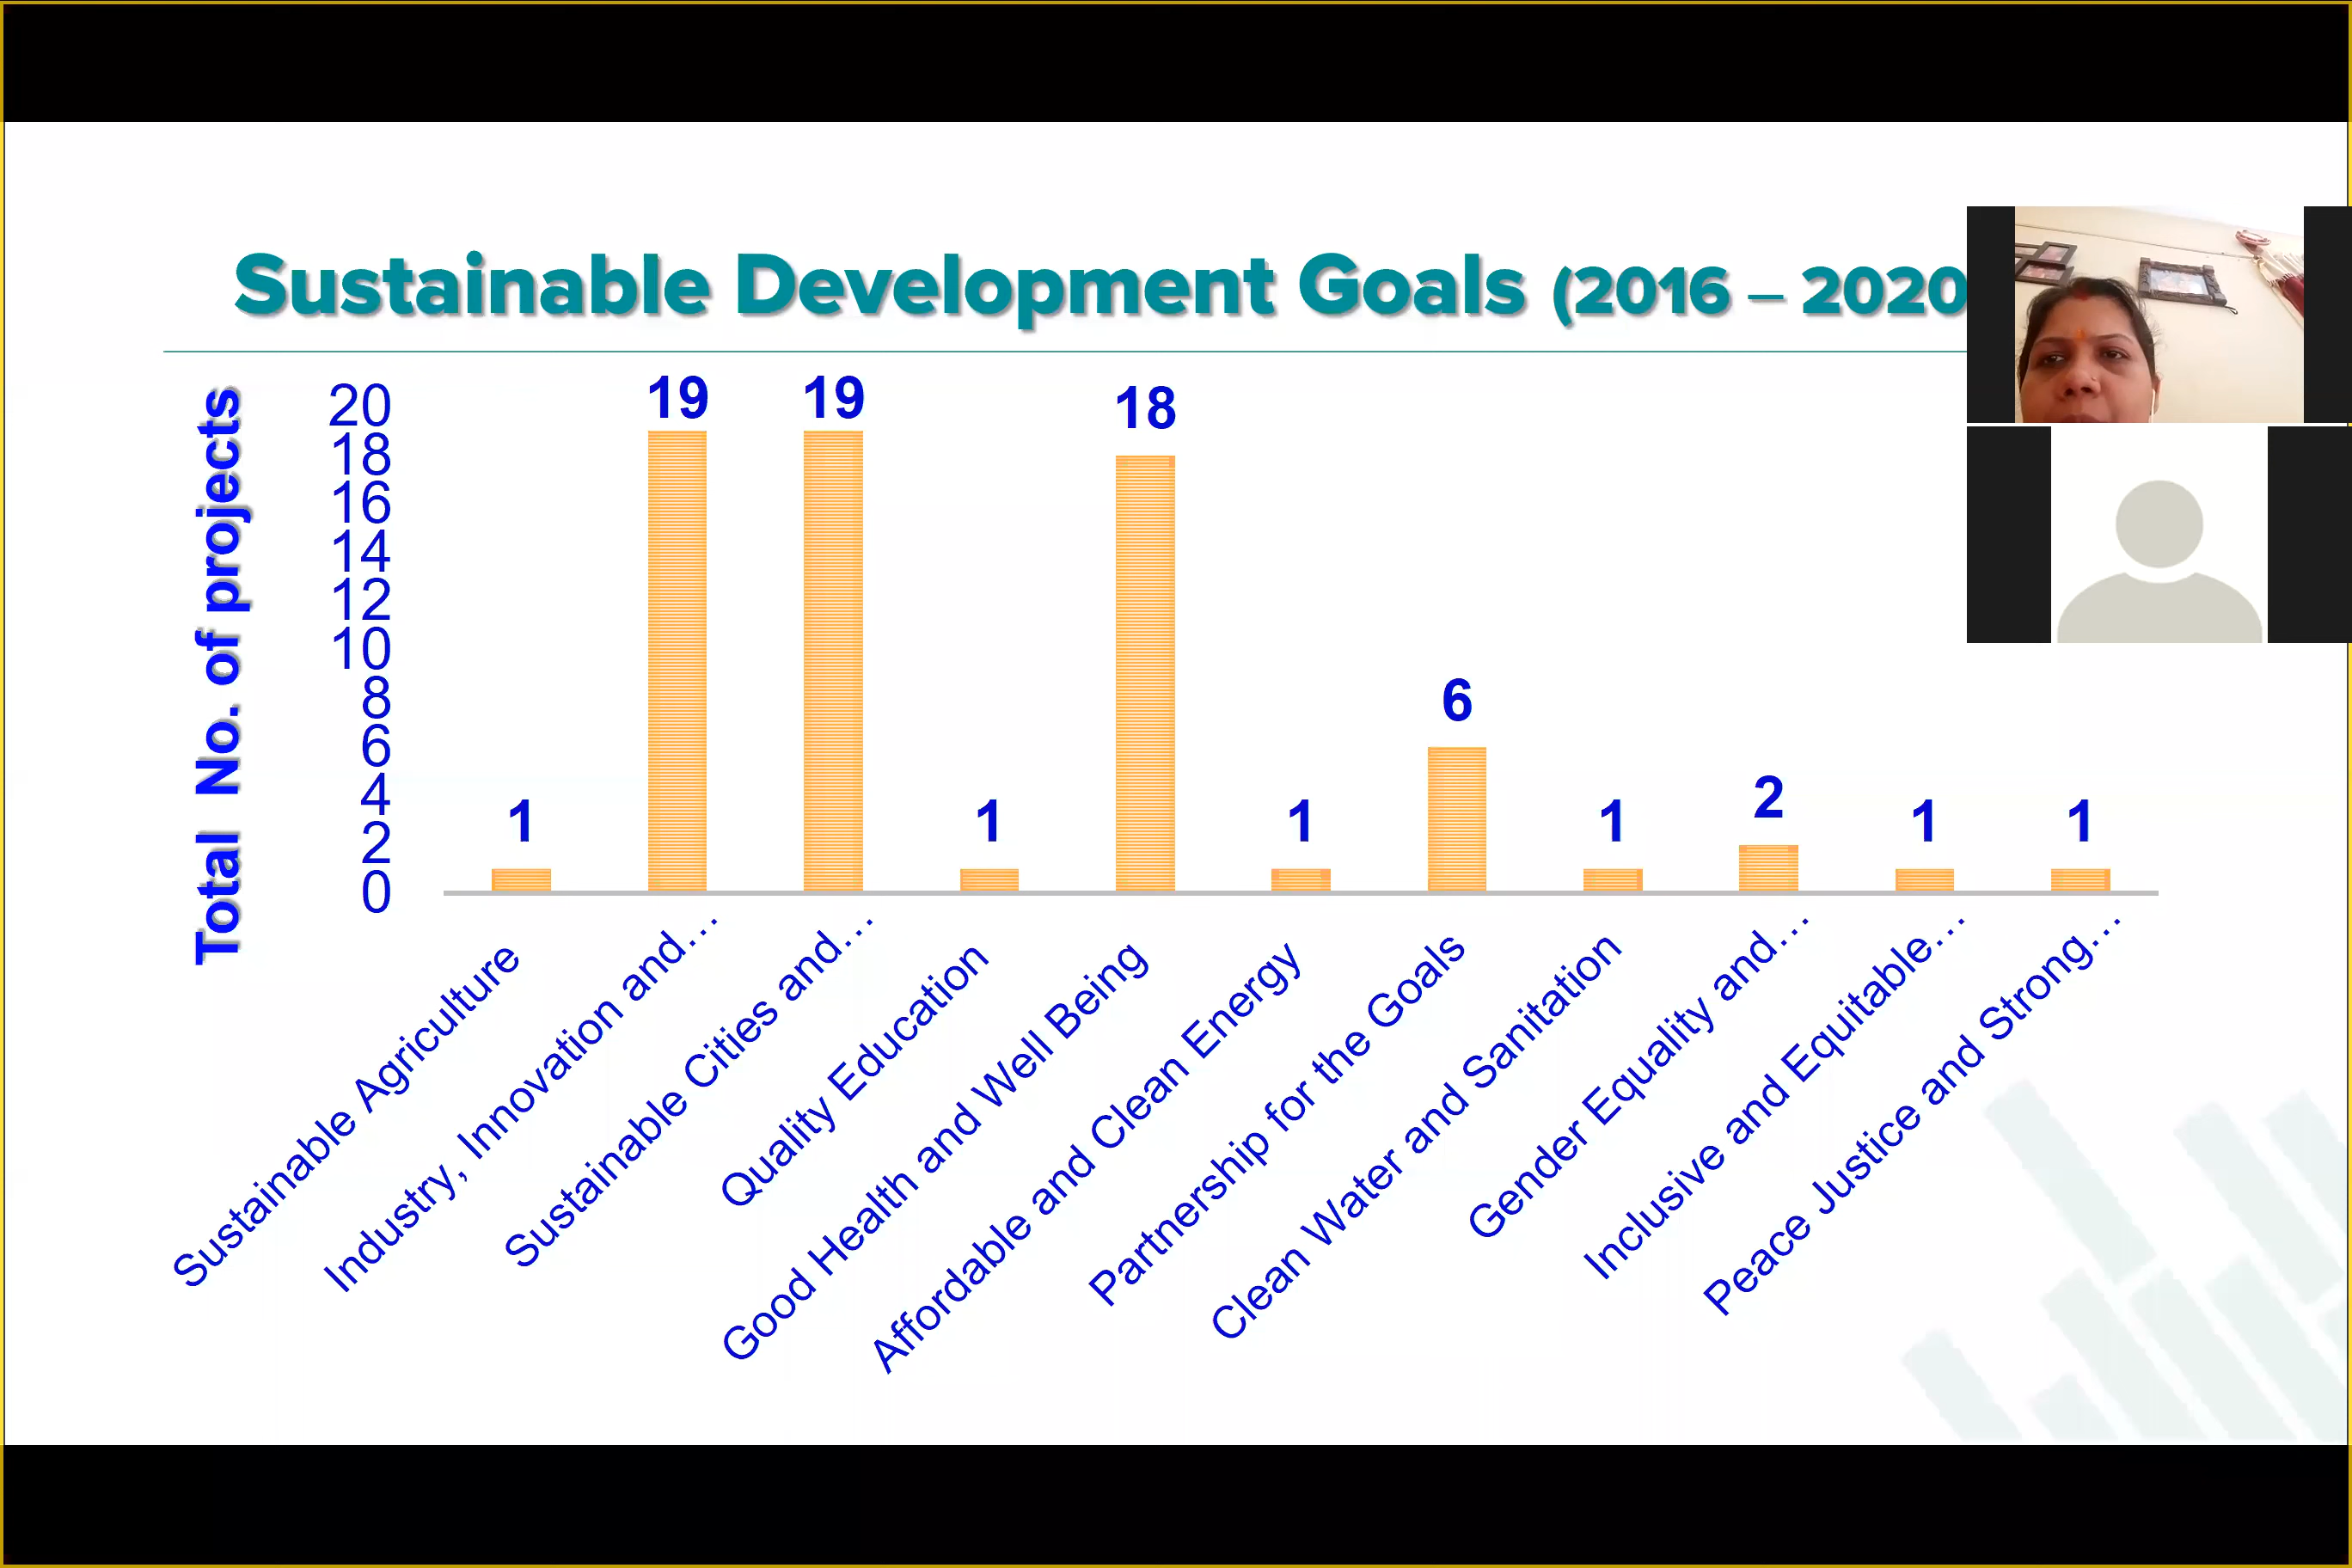 Sustainable Development Goals (2016 – 2020
Total No. of projects
20
18
16
14
12
10
8
6
4
2
0
1
19
19
1
18
1
6
1
2
1
1
Sustainable Agriculture
Industry, Innovation and…
Sustainable Cities and…
Quality Education
Good Health and Well Being
Affordable and Clean Energy
Partnership for the Goals
Clean Water and Sanitation
Gender Equality and…
Inclusive and Equitable…
Peace Justice and Strong…